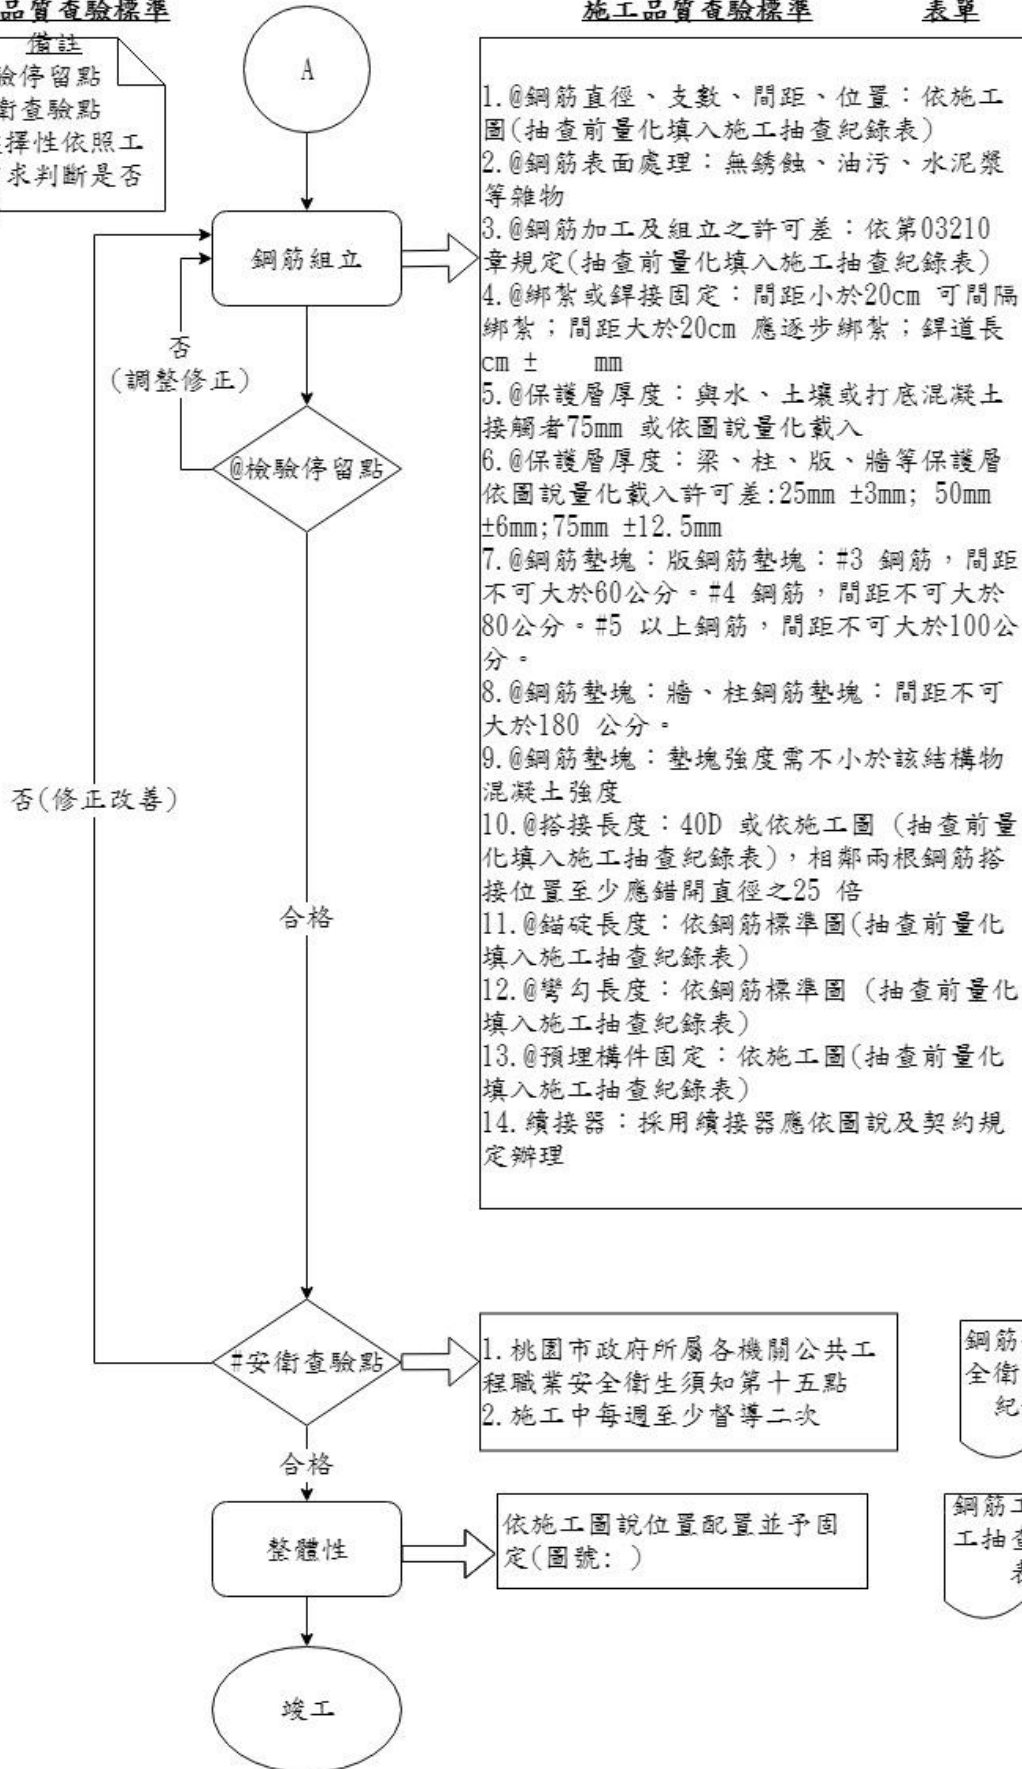 品質查驗標準
施工品質查驗標準
表單
備註
驗停留點
衛查驗點
擇性依照工
求判斷是否
A
鋼筋組立
否
(調整修正)
@檢驗停留點
否(修正改善)
合格
1.@鋼筋直徑、支數、間距、位置：依施工
圖(抽查前量化填入施工抽查紀錄表)
2.@鋼筋表面處理：無銹蝕、油污、水泥漿
等雜物
3.@鋼筋加工及組立之許可差：依第03210
章規定(抽查前量化填入施工抽查紀錄表)
4.@綁紮或銲接固定：間距小於20cm 可間隔
綁紮；間距大於20cm 應逐步綁紮；銲道長
cm ±    mm
5.@保護層厚度：與水、土壤或打底混凝土
接觸者75mm 或依圖說量化載入
6.@保護層厚度：梁、柱、版、牆等保護層
依圖說量化載入許可差:25mm ±3mm; 50mm
±6mm;75mm ±12.5mm
7.@鋼筋墊塊：版鋼筋墊塊：#3 鋼筋，間距
不可大於60公分。#4 鋼筋，間距不可大於
80公分。#5 以上鋼筋，間距不可大於100公
分。
8.@鋼筋墊塊：牆、柱鋼筋墊塊：間距不可
大於180 公分。
9.@鋼筋墊塊：墊塊強度需不小於該結構物
混凝土強度
10.@搭接長度：40D 或依施工圖 (抽查前量
化填入施工抽查紀錄表)，相鄰兩根鋼筋搭
接位置至少應錯開直徑之25 倍
11.@錨碇長度：依鋼筋標準圖(抽查前量化
填入施工抽查紀錄表)
12.@彎勾長度：依鋼筋標準圖 (抽查前量化
填入施工抽查紀錄表)
13.@預埋構件固定：依施工圖(抽查前量化
填入施工抽查紀錄表)
14.續接器：採用續接器應依圖說及契約規
定辦理
#安衛查驗點
1.桃園市政府所屬各機關公共工
程職業安全衛生須知第十五點
2.施工中每週至少督導二次
鋼筋
全衛
紀
合格
整體性
依施工圖說位置配置並予固
定(圖號: )
鋼筋工
工抽查
表
竣工